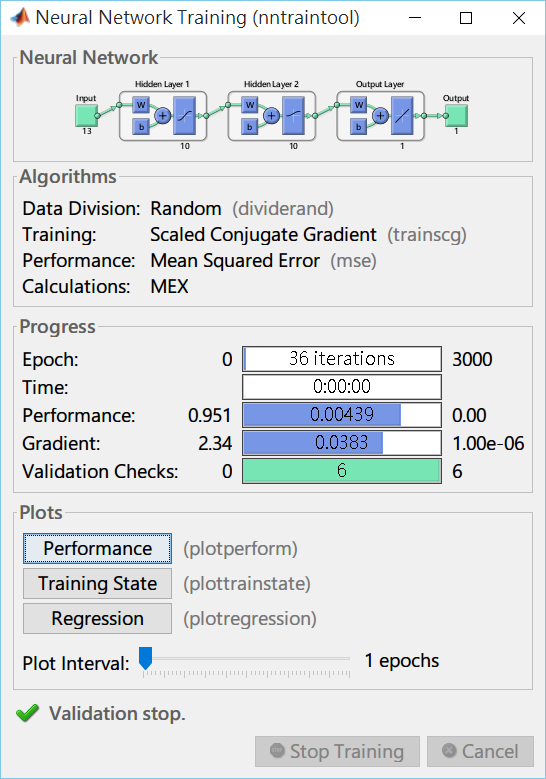 Neural Network Training (nntraintool)
Neural Network
Input Hidden Layer 1 Hidden Layer 2 Output Layer Output
W W W
+ + +
b b b
13 10 10 1 1
Algorithms
Data Division: Random (dividerand)
Training: Scaled Conjugate Gradient (trainscg)
Performance: Mean Squared Error (mse)
Calculations: MEX
Progress
Epoch: 0 36 iterations 3000
Time: 0:00:00
Performance: 0.951 0.00439 0.00
Gradient: 2.34 0.0383 1.00e-06
Validation Checks: 0 6 6
Plots
Performance (plotperform)
Training State (plottrainstate)
Regression (plotregression)
Plot Interval: 1 epochs
Validation stop.
Stop Training Cancel